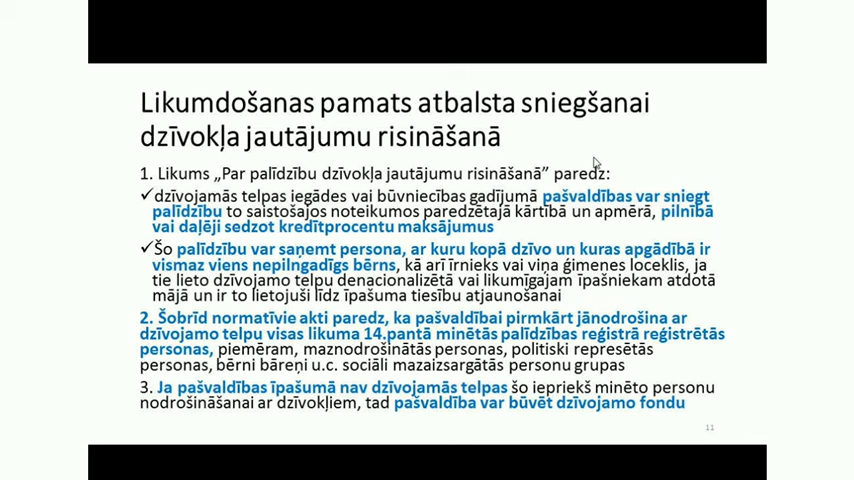 Likumdošanas pamats atbalsta sniegšanai
dzīvokļa jautājumu risināšanā
1. Likums „Par palīdzību dzīvokļa jautājumu risināšanā” paredz:
✓dzīvojamās telpas iegādes vai būvniecības gadījumā pašvaldības var sniegt
palīdzību to saistošajos noteikumos paredzētajā kārtībā un apmērā, pilnībā
vai daļēji sedzot kredītprocentu maksājumus
✓Šo palīdzību var saņemt persona, ar kuru kopā dzīvo un kuras apgādībā ir
vismaz viens nepilngadīgs bērns, kā arī īrnieks vai viņa ģimenes loceklis, ja
tie lieto dzīvojamo telpu denacionalizētā vai likumīgajam īpašniekam atdotā
mājā un ir to lietojuši līdz īpašuma tiesību atjaunošanai
2. Šobrīd normatīvie akti paredz, ka pašvaldībai pirmkārt jānodrošina ar
dzīvojamo telpu visas likuma 14.pantā minētās palīdzības reģistrā reģistrētās
personas, piemēram, maznodrošinātās personas, politiski represētās
personas, bērni bāreņi u.c. sociāli mazaizsargātās personu grupas
3. Ja pašvaldības īpašumā nav dzīvojamās telpas šo iepriekš minēto personu
nodrošināšanai ar dzīvokļiem, tad pašvaldība var būvēt dzīvojamo fondu
11